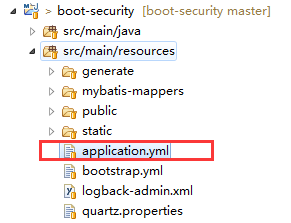 > boot-security [boot-security master]
src/main/java
src/main/resources
generate
mybatis-mappers
public
static
application.yml
bootstrap.yml
logback-admin.xml
quartz.properties